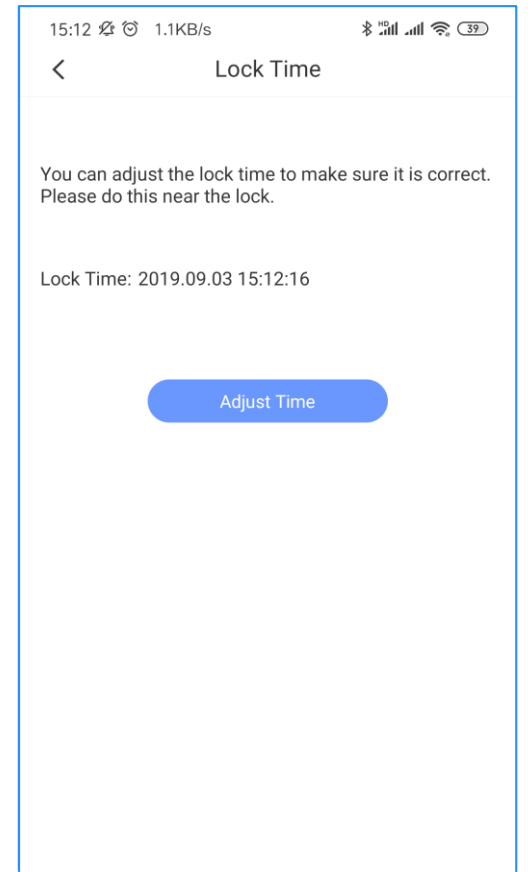 15:12 1.1KB/s HD 39
Lock Time
You can adjust the lock time to make sure it is correct.
Please do this near the lock.
Lock Time: 2019.09.03 15:12:16
Adjust Time